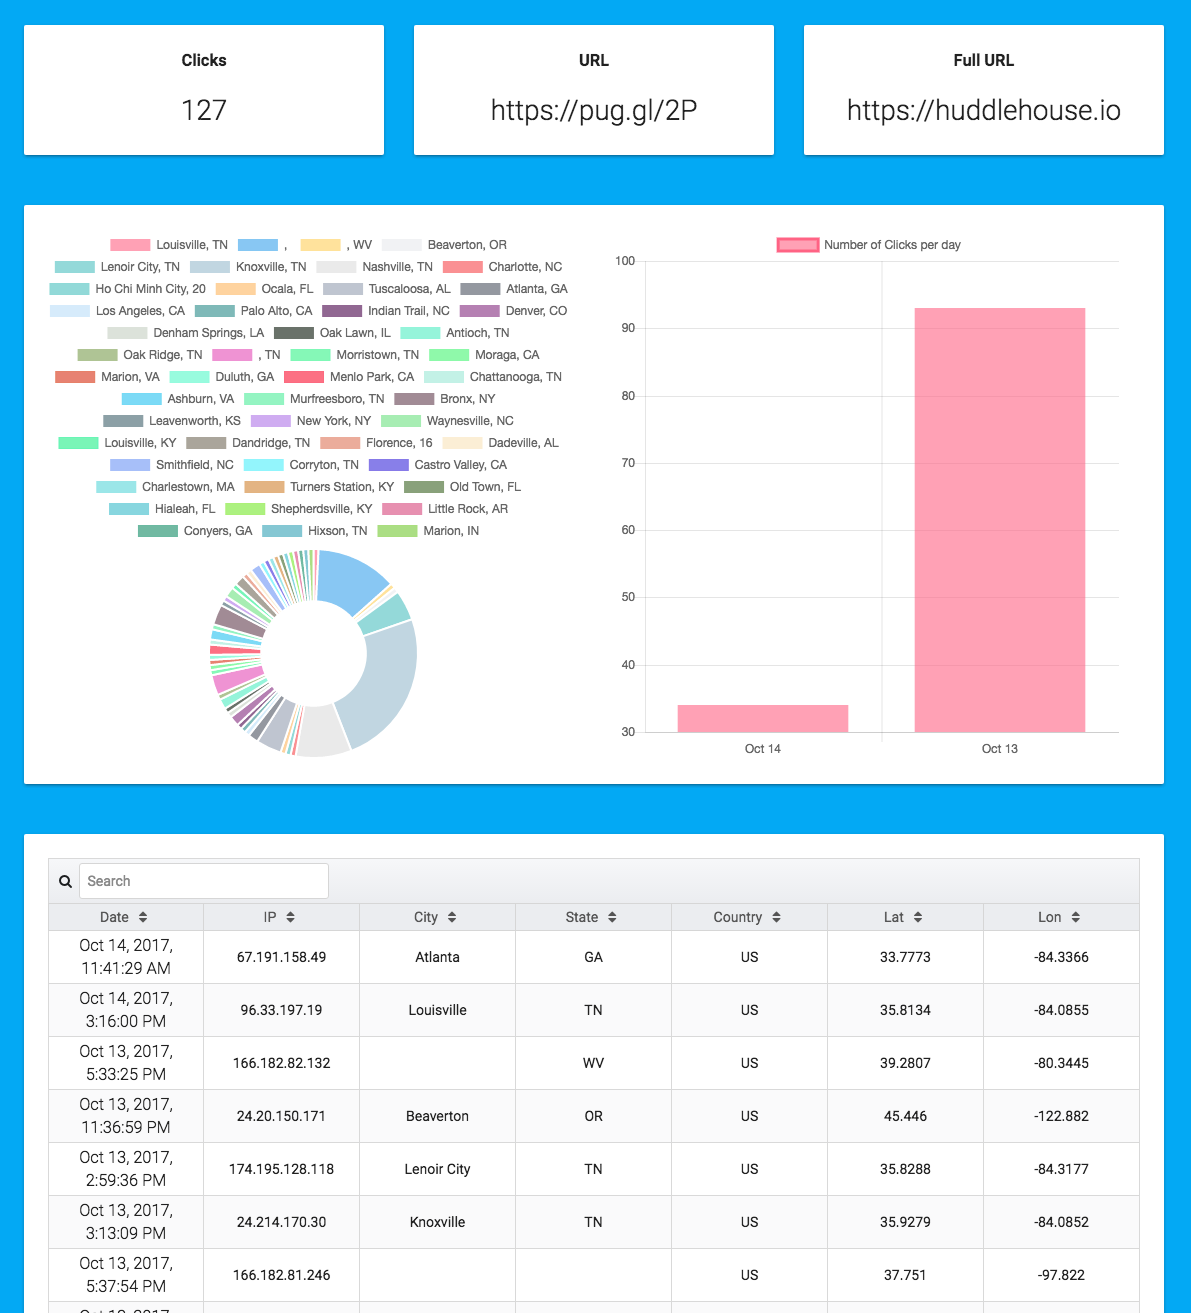 Clicks
127
URL
https://pug.gl/2P
Full URL
https://huddlehouse.io
Louisville, TN , , WV Beaverton, OR
Lenoir City, TN Knoxville, TN Nashville, TN Charlotte, NC
Ho Chi Minh City, 20 Ocala, FL Tuscaloosa, AL Atlanta, GA
Los Angeles, CA Palo Alto, CA Indian Trail, NC Denver, CO
Denham Springs, LA Oak Lawn, IL Antioch, TN
Oak Ridge, TN , TN Morristown, TN Moraga, CA
Marion, VA Duluth, GA Menlo Park, CA Chattanooga, TN
Ashburn, VA Murfreesboro, TN Bronx, NY
Leavenworth, KS New York, NY Waynesville, NC
Louisville, KY Dandridge, TN Florence, 16 Dadeville, AL
Smithfield, NC Corryton, TN Castro Valley, CA
Charlestown, MA Turners Station, KY Old Town, FL
Hialeah, FL Shepherdsville, KY Little Rock, AR
Conyers, GA Hixson, TN Marion, IN
Number of Clicks per day
100
90
80
70
60
50
40
30
Oct 14 Oct 13
Search
Date IP City State Country Lat Lon
Oct 14, 2017,
11:41:29 AM 67.191.158.49 Atlanta GA US 33.7773 -84.3366
Oct 14, 2017,
3:16:00 PM 96.33.197.19 Louisville TN US 35.8134 -84.0855
Oct 13, 2017,
5:33:25 PM 166.182.82.132 WV US 39.2807 -80.3445
Oct 13, 2017,
11:36:59 PM 24.20.150.171 Beaverton OR US 45.446 -122.882
Oct 13, 2017,
2:59:36 PM 174.195.128.118 Lenoir City TN US 35.8288 -84.3177
Oct 13, 2017,
3:13:09 PM 24.214.170.30 Knoxville TN US 35.9279 -84.0852
Oct 13, 2017,
5:37:54 PM 166.182.81.246 US 37.751 -97.822